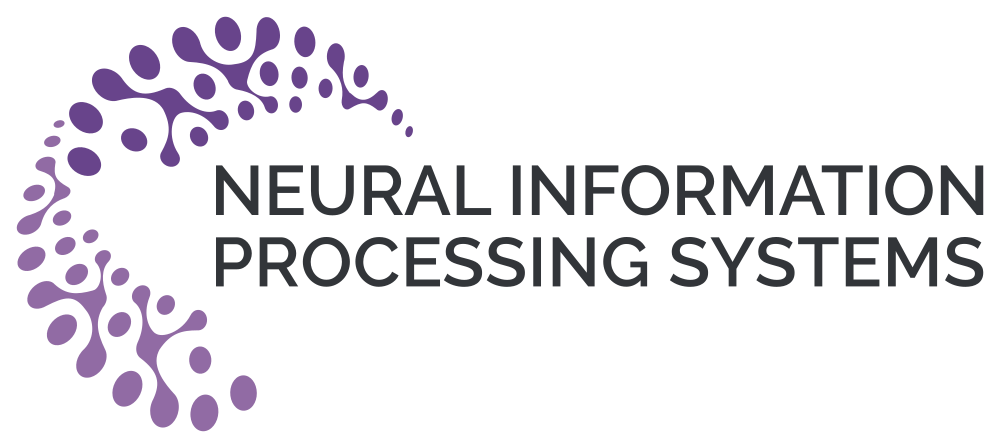 NEURAL INFORMATION
PROCESSING SYSTEMS